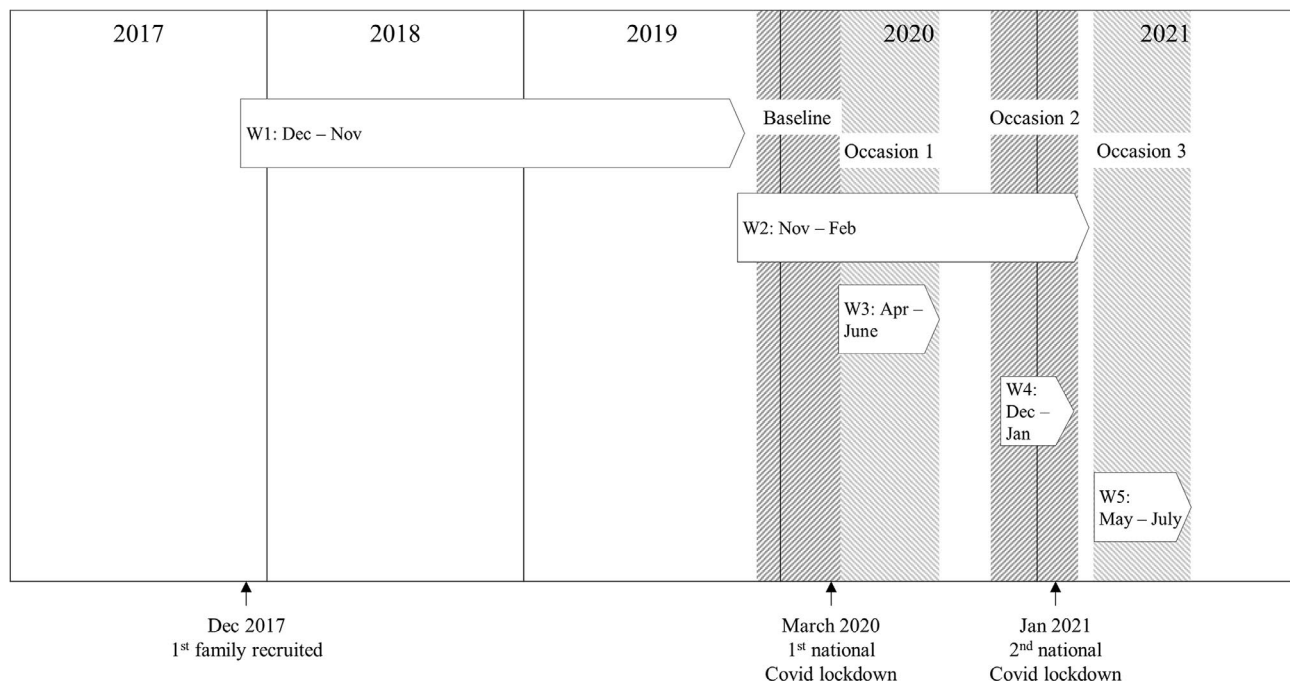 2017
2018
2019
2020
2021
Baseline
Occasion 2
W1: Dec – Nov
Occasion 1
Occasion 3
W2: Nov – Feb
W3: Apr –
June
W4:
Dec –
Jan
W5:
May – July
Dec 2017
1st family recruited
March 2020
1st national
Covid lockdown
Jan 2021
2nd national
Covid lockdown